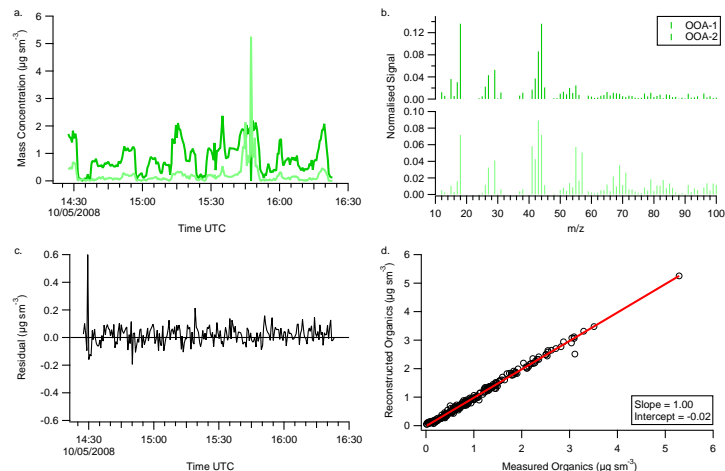 a.
6
5
4
3
2
1
0
Mass Concentration (µg sm⁻³)
14:30
15:00
15:30
16:00
16:30
10/05/2008
Time UTC
b.
OOA-1
OOA-2
0.12
0.08
0.04
0.00
0.10
0.08
0.06
0.04
0.02
0.00
Normalised Signal
10 20 30 40 50 60 70 80 90 100
m/z
c.
0.6
0.4
0.2
0.0
-0.2
-0.4
-0.6
Residual (µg sm⁻³)
14:30
15:00
15:30
16:00
16:30
10/05/2008
Time UTC
d.
6
5
4
3
2
1
0
Reconstructed Organics (µg sm⁻³)
Slope = 1.00
Intercept = -0.02
0 1 2 3 4 5 6
Measured Organics (µg sm⁻³)